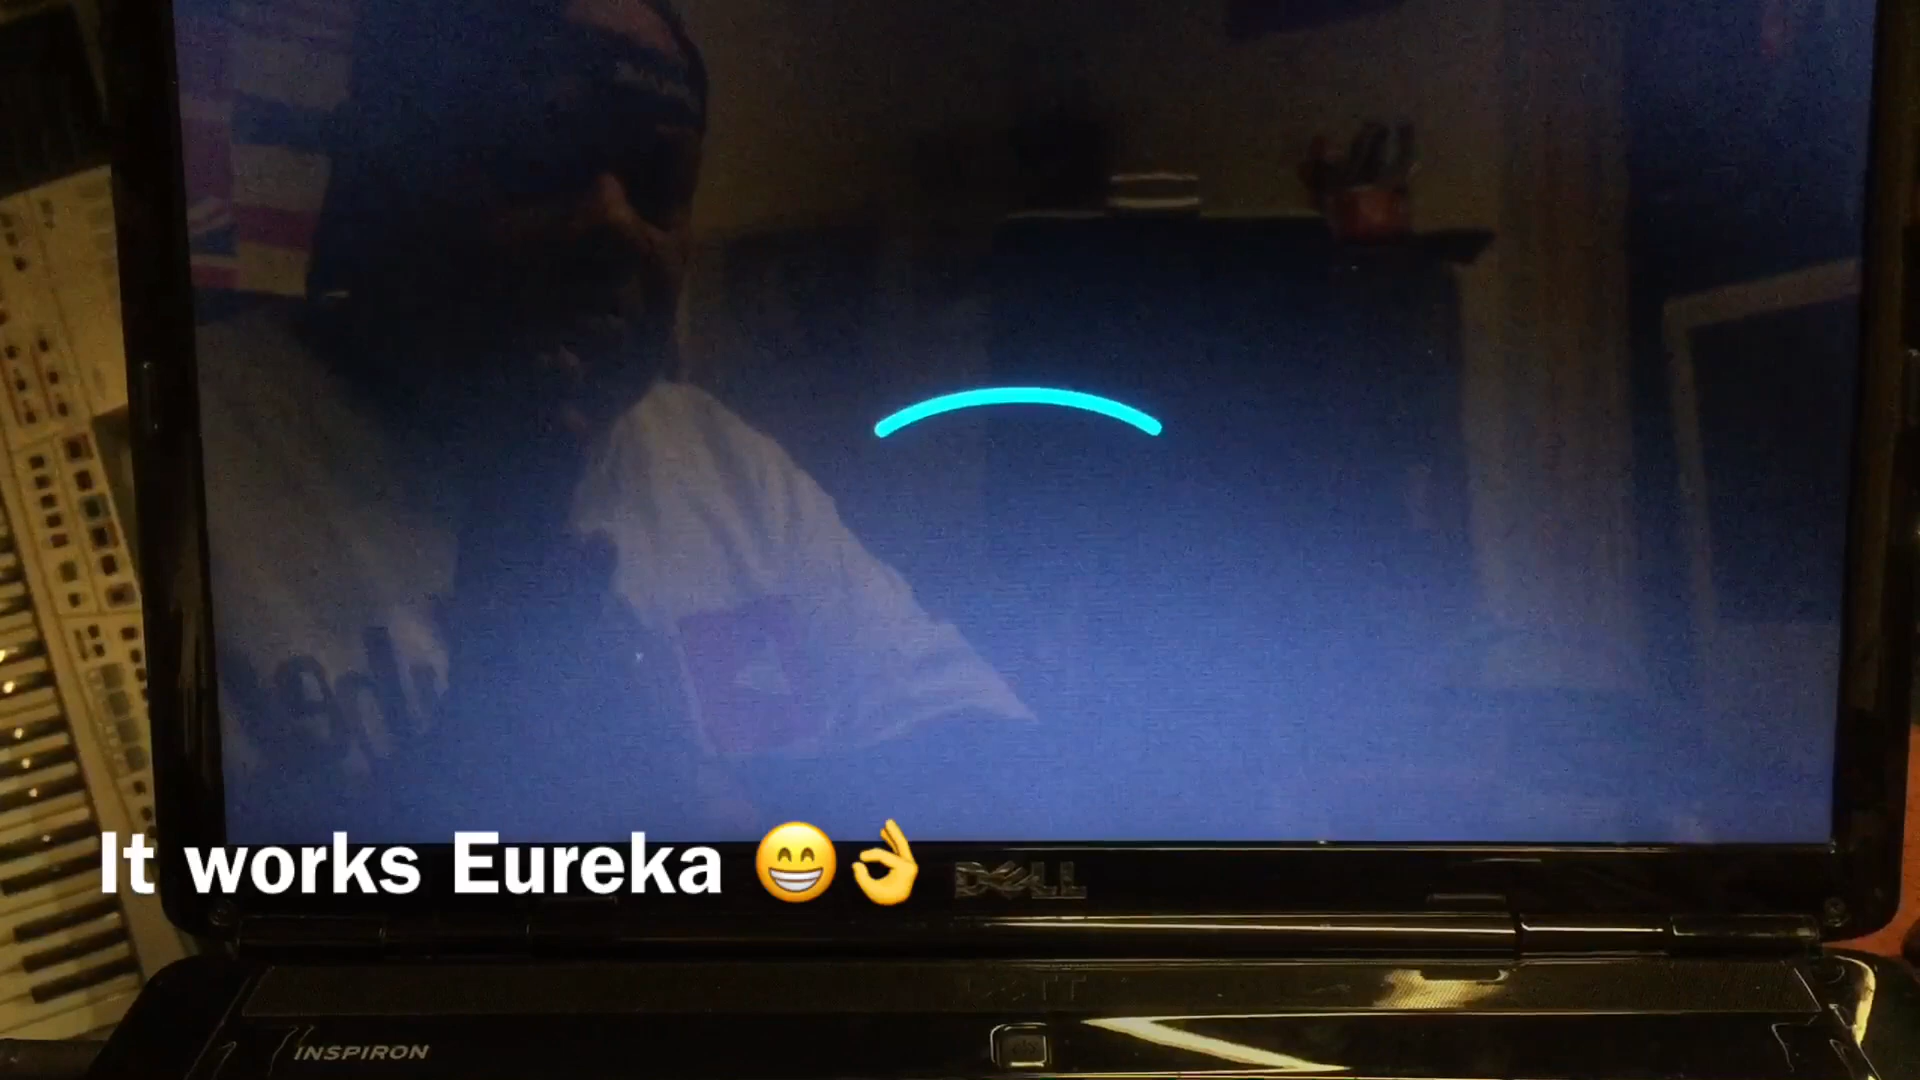 It works Eureka 😁👌
DELL
INSPIRON